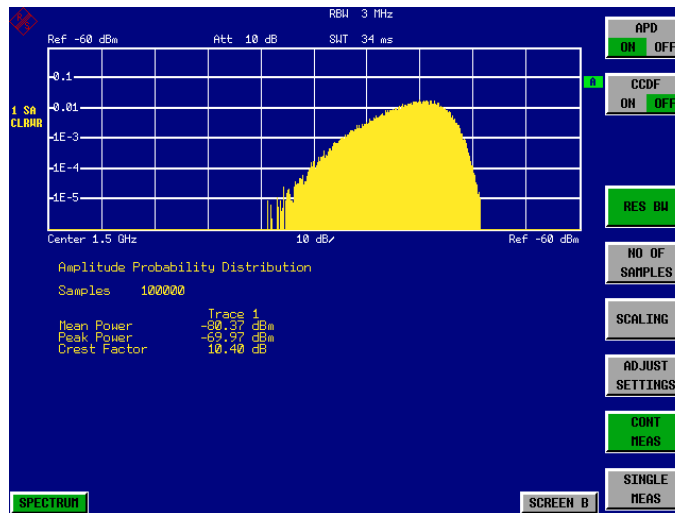 RBW 3 MHz
Ref -60 dBm Att 10 dB SWT 34 ms
0.1
0.01
1E-3
1E-4
1E-5
1 SA
CLRWR
A
Center 1.5 GHz 10 dB/ Ref -60 dBm
Amplitude Probability Distribution
Samples 100000
Trace 1
Mean Power -80.37 dBm
Peak Power -69.97 dBm
Crest Factor 10.40 dB
SPECTRUM
SCREEN B
APD
ON OFF
CCDF
ON OFF
RES BW
NO OF
SAMPLES
SCALING
ADJUST
SETTINGS
CONT
MEAS
SINGLE
MEAS